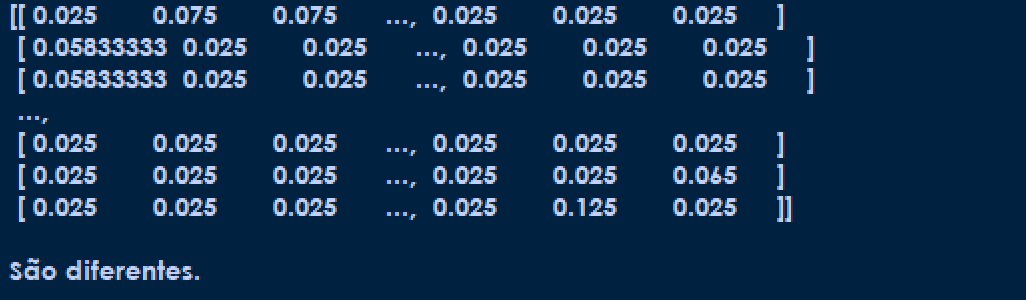 [[ 0.025 0.075 0.075 ..., 0.025 0.025 0.025 ]
[ 0.05833333 0.025 0.025 ..., 0.025 0.025 0.025 ]
[ 0.05833333 0.025 0.025 ..., 0.025 0.025 0.025 ]
...,
[ 0.025 0.025 0.025 ..., 0.025 0.025 0.025 ]
[ 0.025 0.025 0.025 ..., 0.025 0.025 0.065 ]
[ 0.025 0.025 0.025 ..., 0.025 0.125 0.025 ]]
São diferentes.